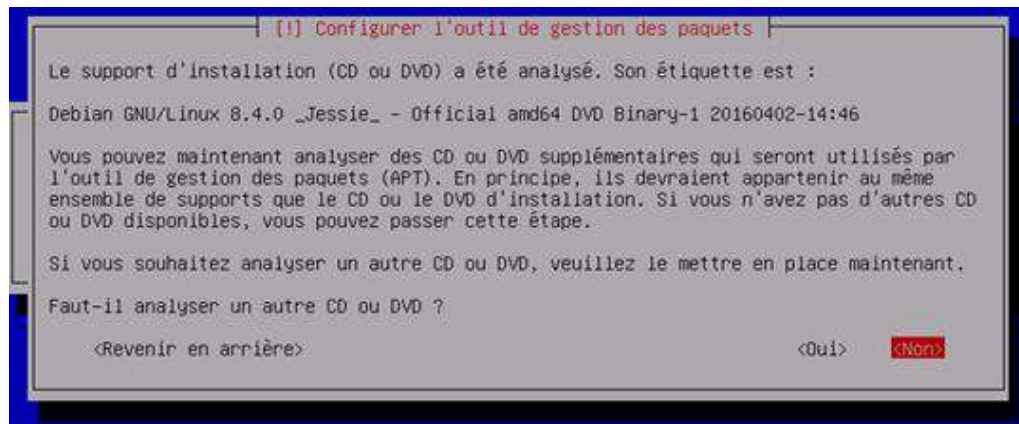 [!] Configurer l'outil de gestion des paquets
Le support d'installation (CD ou DVD) a été analysé. Son étiquette est :
Debian GNU/Linux 8.4.0 _Jessie_ - Official amd64 DVD Binary-1 20160402-14:46
Vous pouvez maintenant analyser des CD ou DVD supplémentaires qui seront utilisés par
l'outil de gestion des paquets (APT). En principe, ils devraient appartenir au même
ensemble de supports que le CD ou le DVD d'installation. Si vous n'avez pas d'autres CD
ou DVD disponibles, vous pouvez passer cette étape.
Si vous souhaitez analyser un autre CD ou DVD, veuillez le mettre en place maintenant.
Faut-il analyser un autre CD ou DVD ?
<Revenir en arrière> <Oui> <Non>